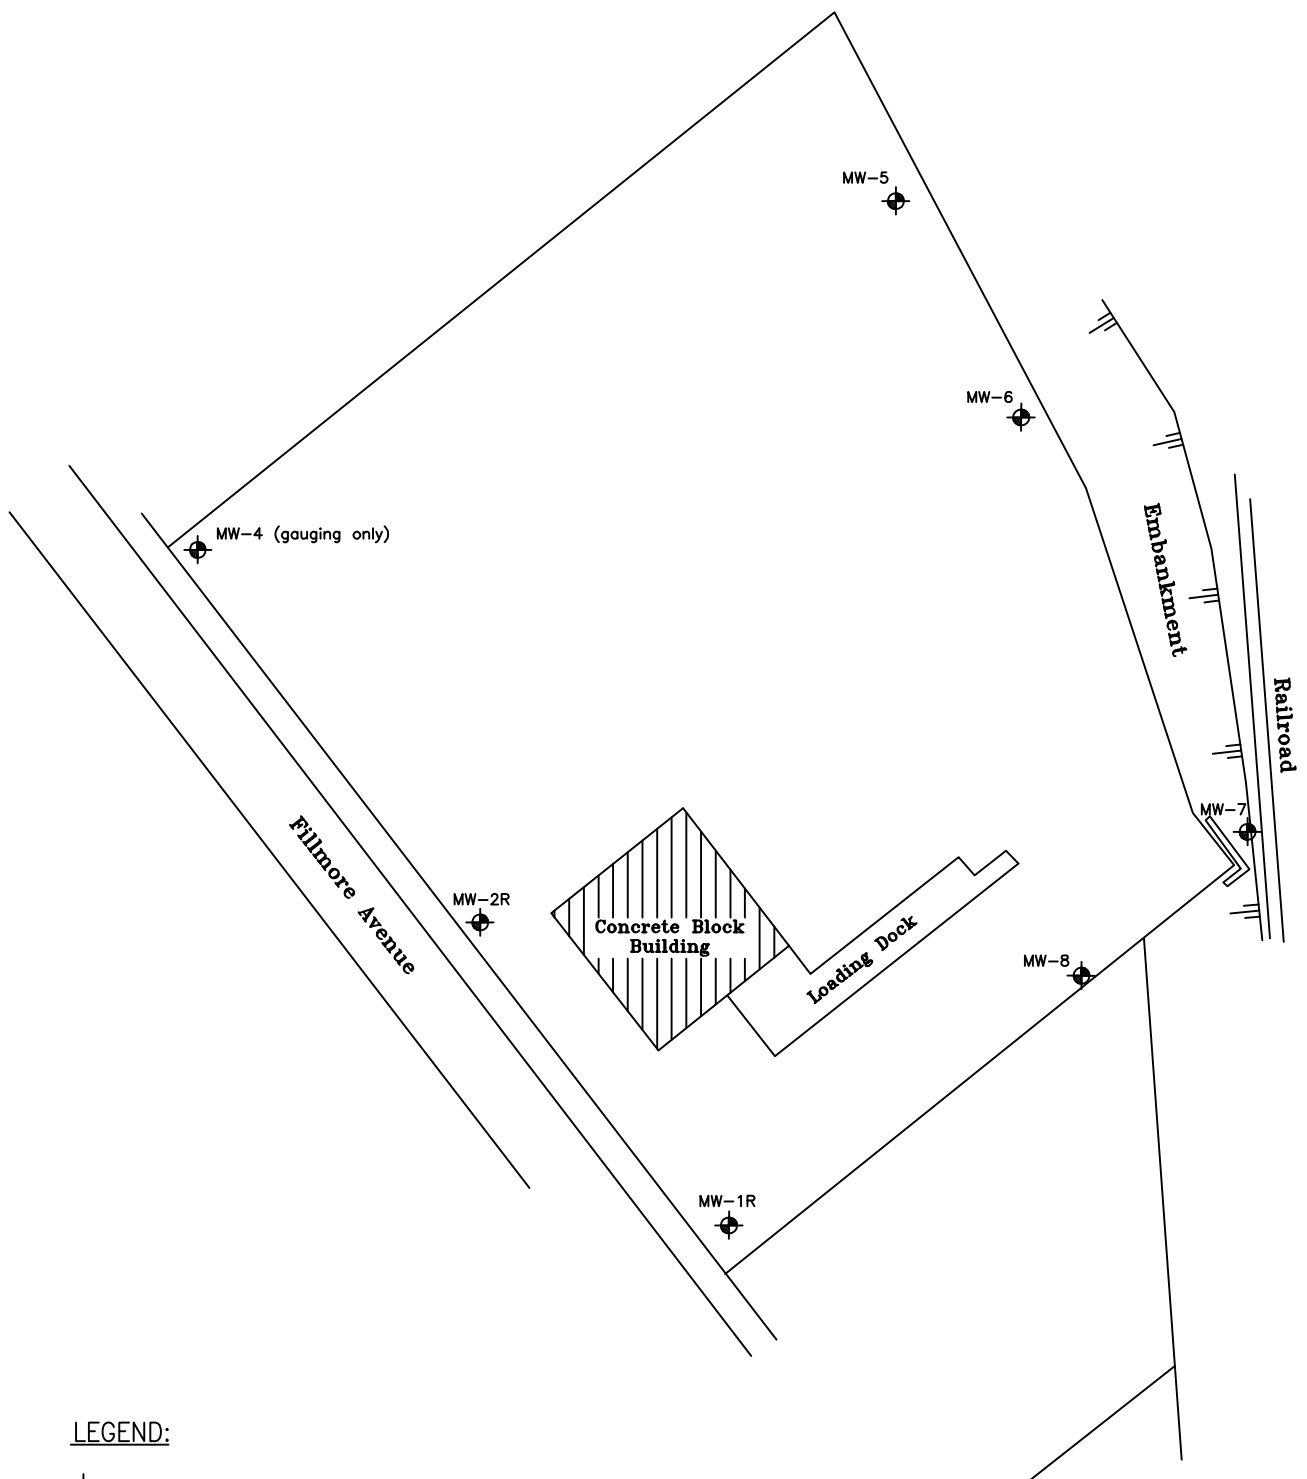 MW-5
MW-6
MW-4 (gauging only)
Embankment
Railroad
MW-7
Fillmore Avenue
MW-2R
Concrete Block
Building
Loading Dock
MW-8
MW-1R
LEGEND: